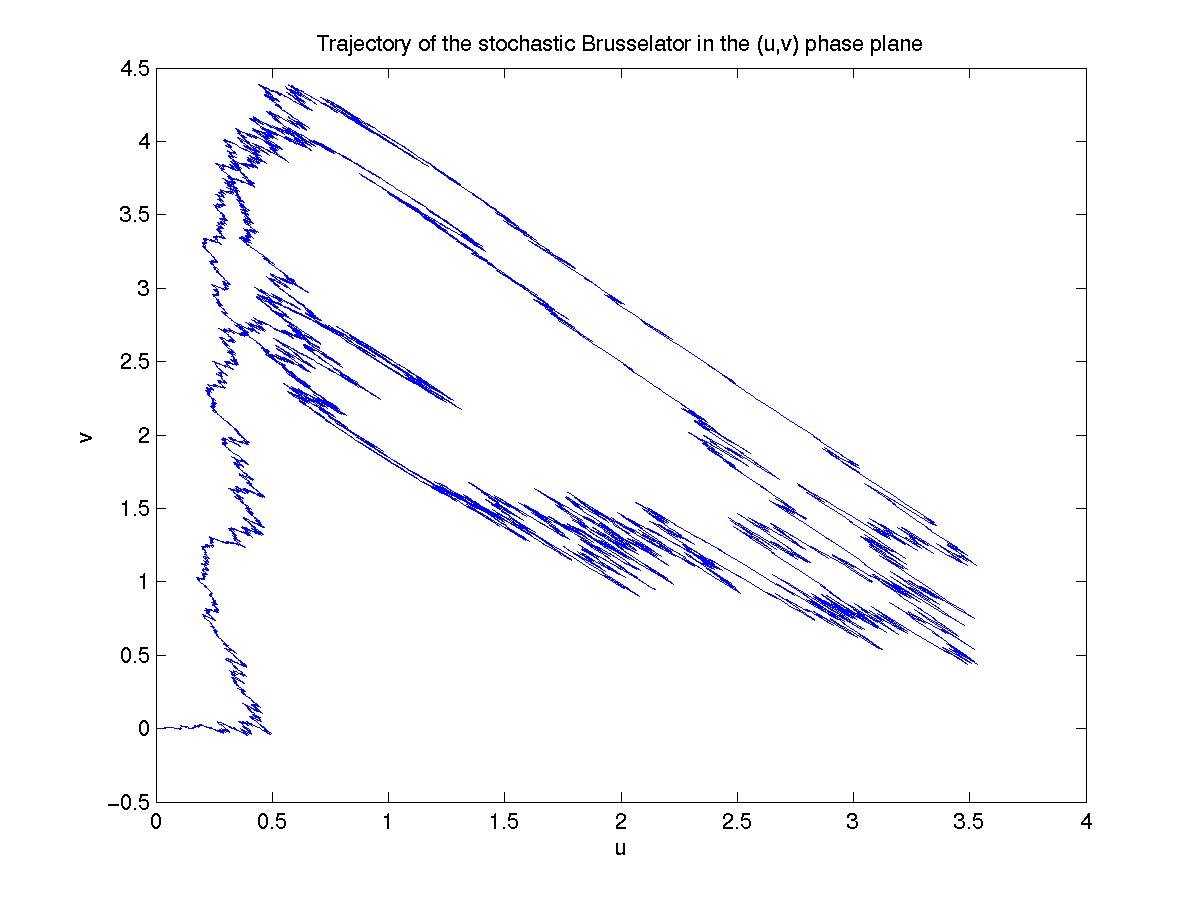 Trajectory of the stochastic Brusselator in the (u,v) phase plane
4.5
4
3.5
3
2.5
2
v
1.5
1
0.5
0
−0.5
0 0.5 1 1.5 2 2.5 3 3.5 4
u